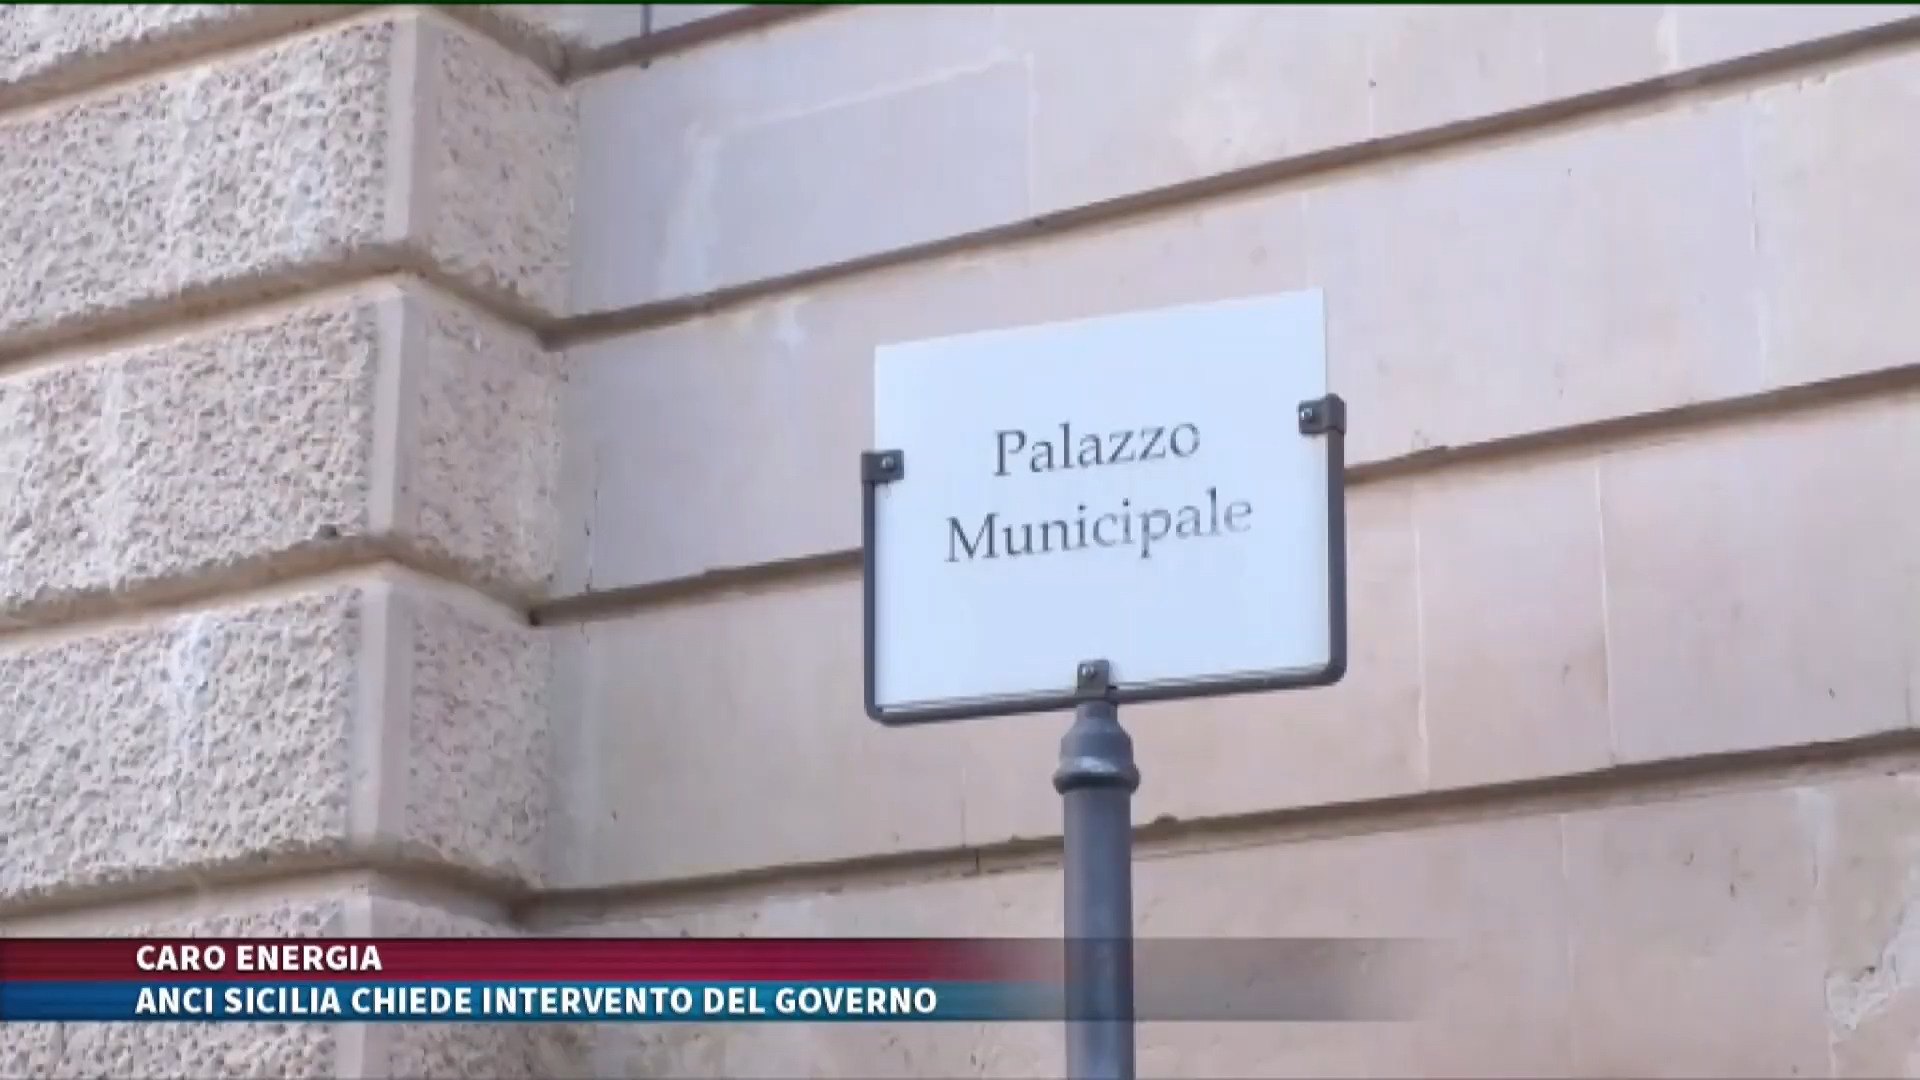 Palazzo
Municipale
CARO ENERGIA
ANCI SICILIA CHIEDE INTERVENTO DEL GOVERNO